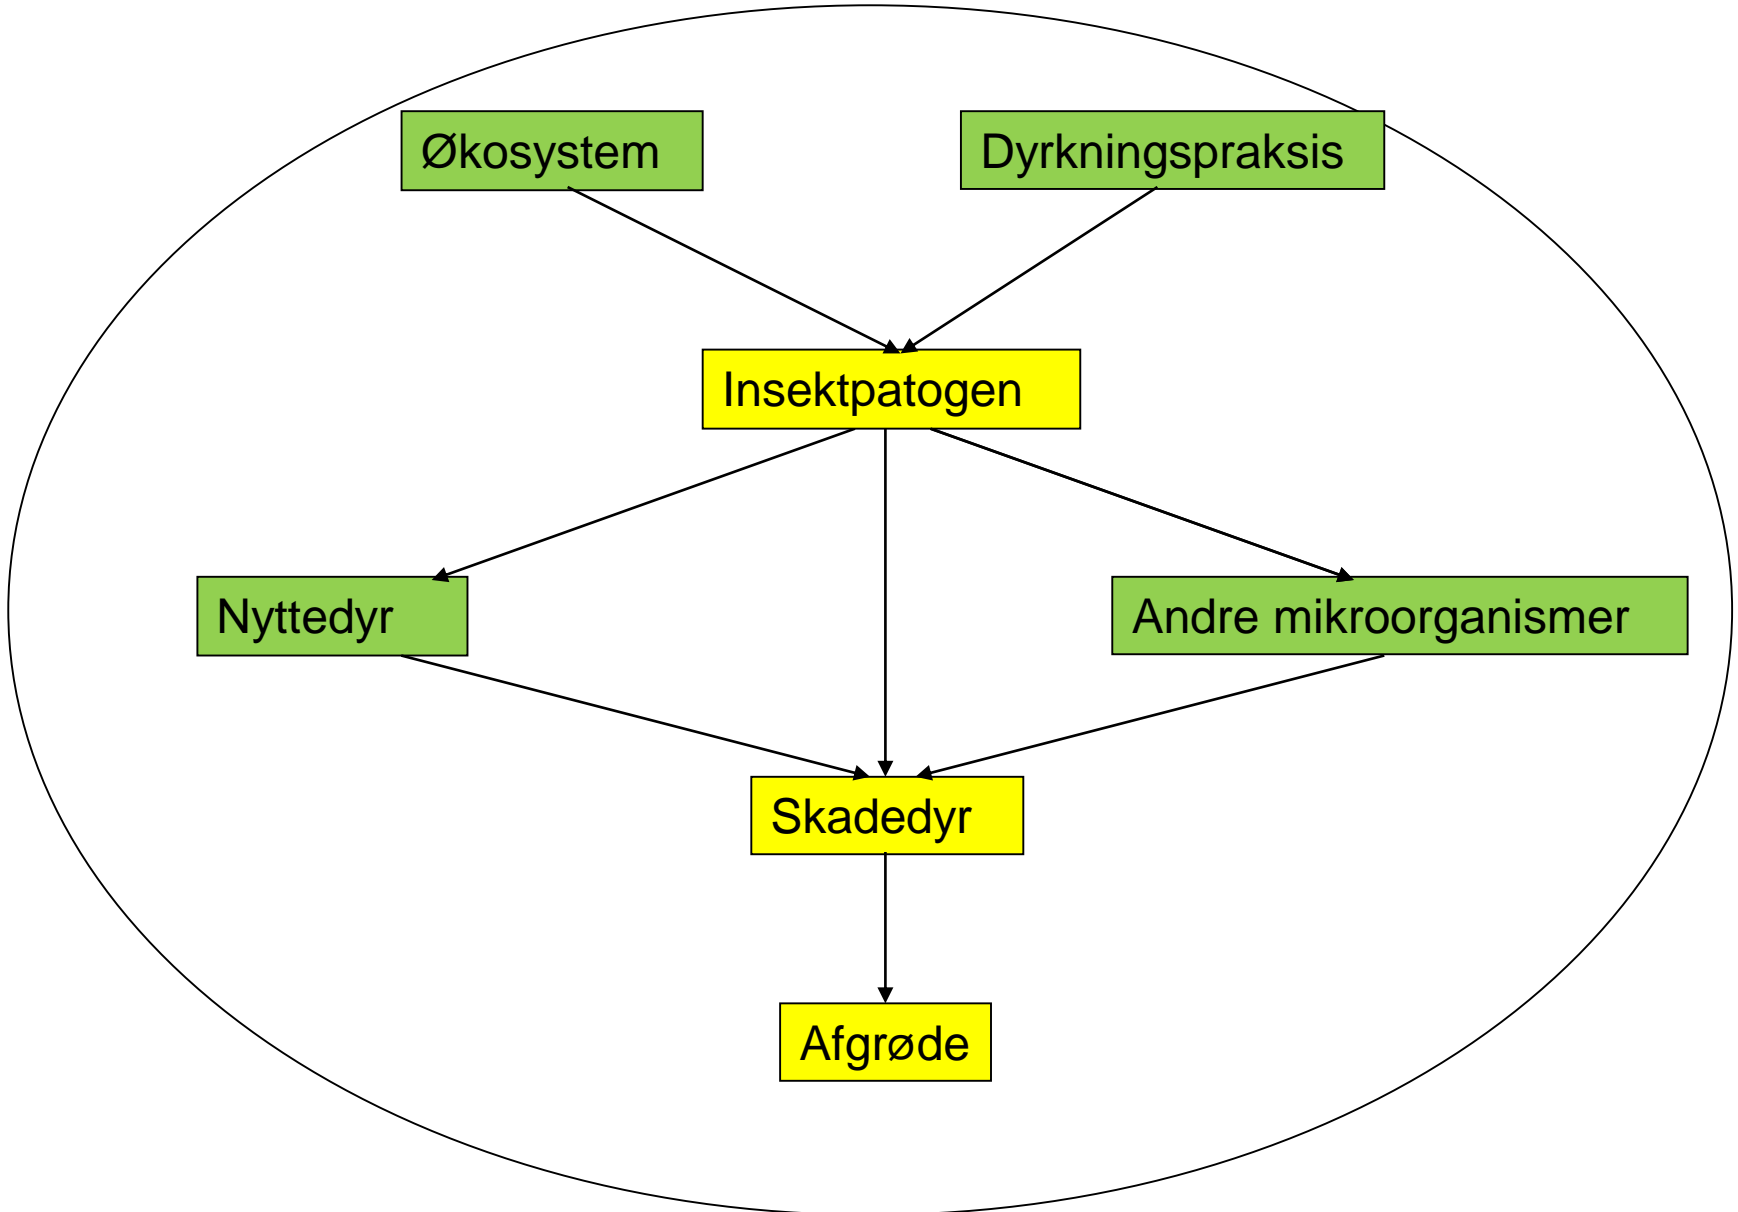 Økosystem
Dyrkningspraksis
Insektpatogen
Nyttedyr
Andre mikroorganismer
Skadedyr
Afgrøde